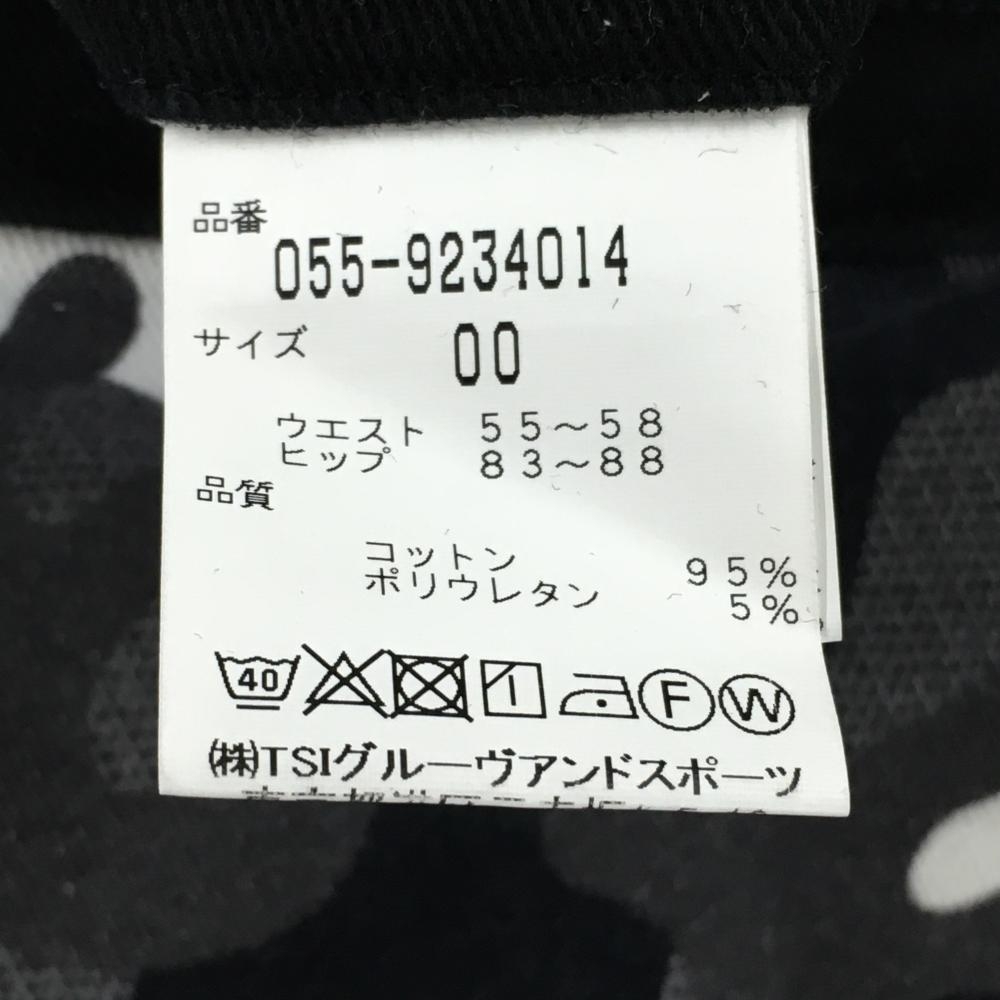 品番
055-9234014
サイズ 00
ウエスト 55～58
ヒップ 83～88
品質
コットン 95%
ポリウレタン 5%
40 F W
㈱TSIグルーヴアンドスポーツ